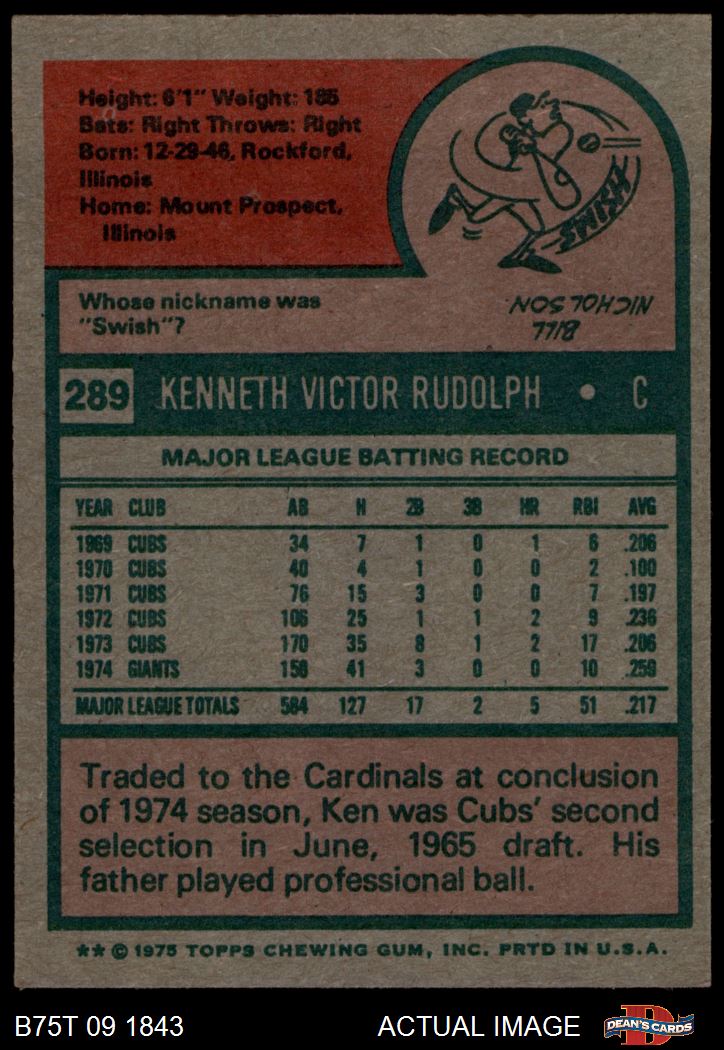 Height: 6'1" Weight: 185
Bats: Right Throws: Right
Born: 12-29-46, Rockford,
Illinois
Home: Mount Prospect,
Illinois
SWISH
Whose nickname was
"Swish"?
BILL
NICHOLSON
289 KENNETH VICTOR RUDOLPH • C
MAJOR LEAGUE BATTING RECORD
YEAR CLUB AB H 2B 3B HR RBI AVG
1969 CUBS 34 7 1 0 1 6 .206
1970 CUBS 40 4 1 0 0 2 .100
1971 CUBS 76 15 3 0 0 7 .197
1972 CUBS 106 25 1 1 2 9 .236
1973 CUBS 170 35 8 1 2 17 .206
1974 GIANTS 158 41 3 0 0 10 .259
MAJOR LEAGUE TOTALS 584 127 17 2 5 51 .217
Traded to the Cardinals at conclusion
of 1974 season, Ken was Cubs' second
selection in June, 1965 draft. His
father played professional ball.
** © 1975 TOPPS CHEWING GUM, INC. PRTD IN U.S.A.
B75T 09 1843 ACTUAL IMAGE D DEAN'S CARDS